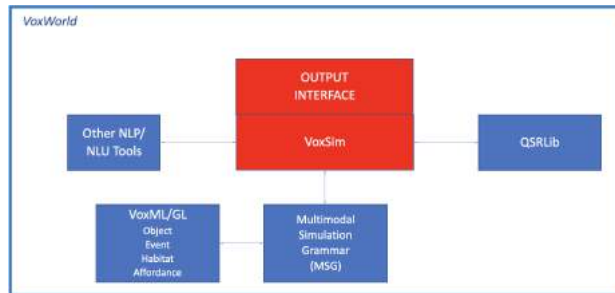 VoxWorld
OUTPUT
INTERFACE
Other NLP/
NLU Tools
VoxSim
QSRLib
VoxML/GL
Object
Event
Habitat
Affordance
Multimodal
Simulation
Grammar
(MSG)